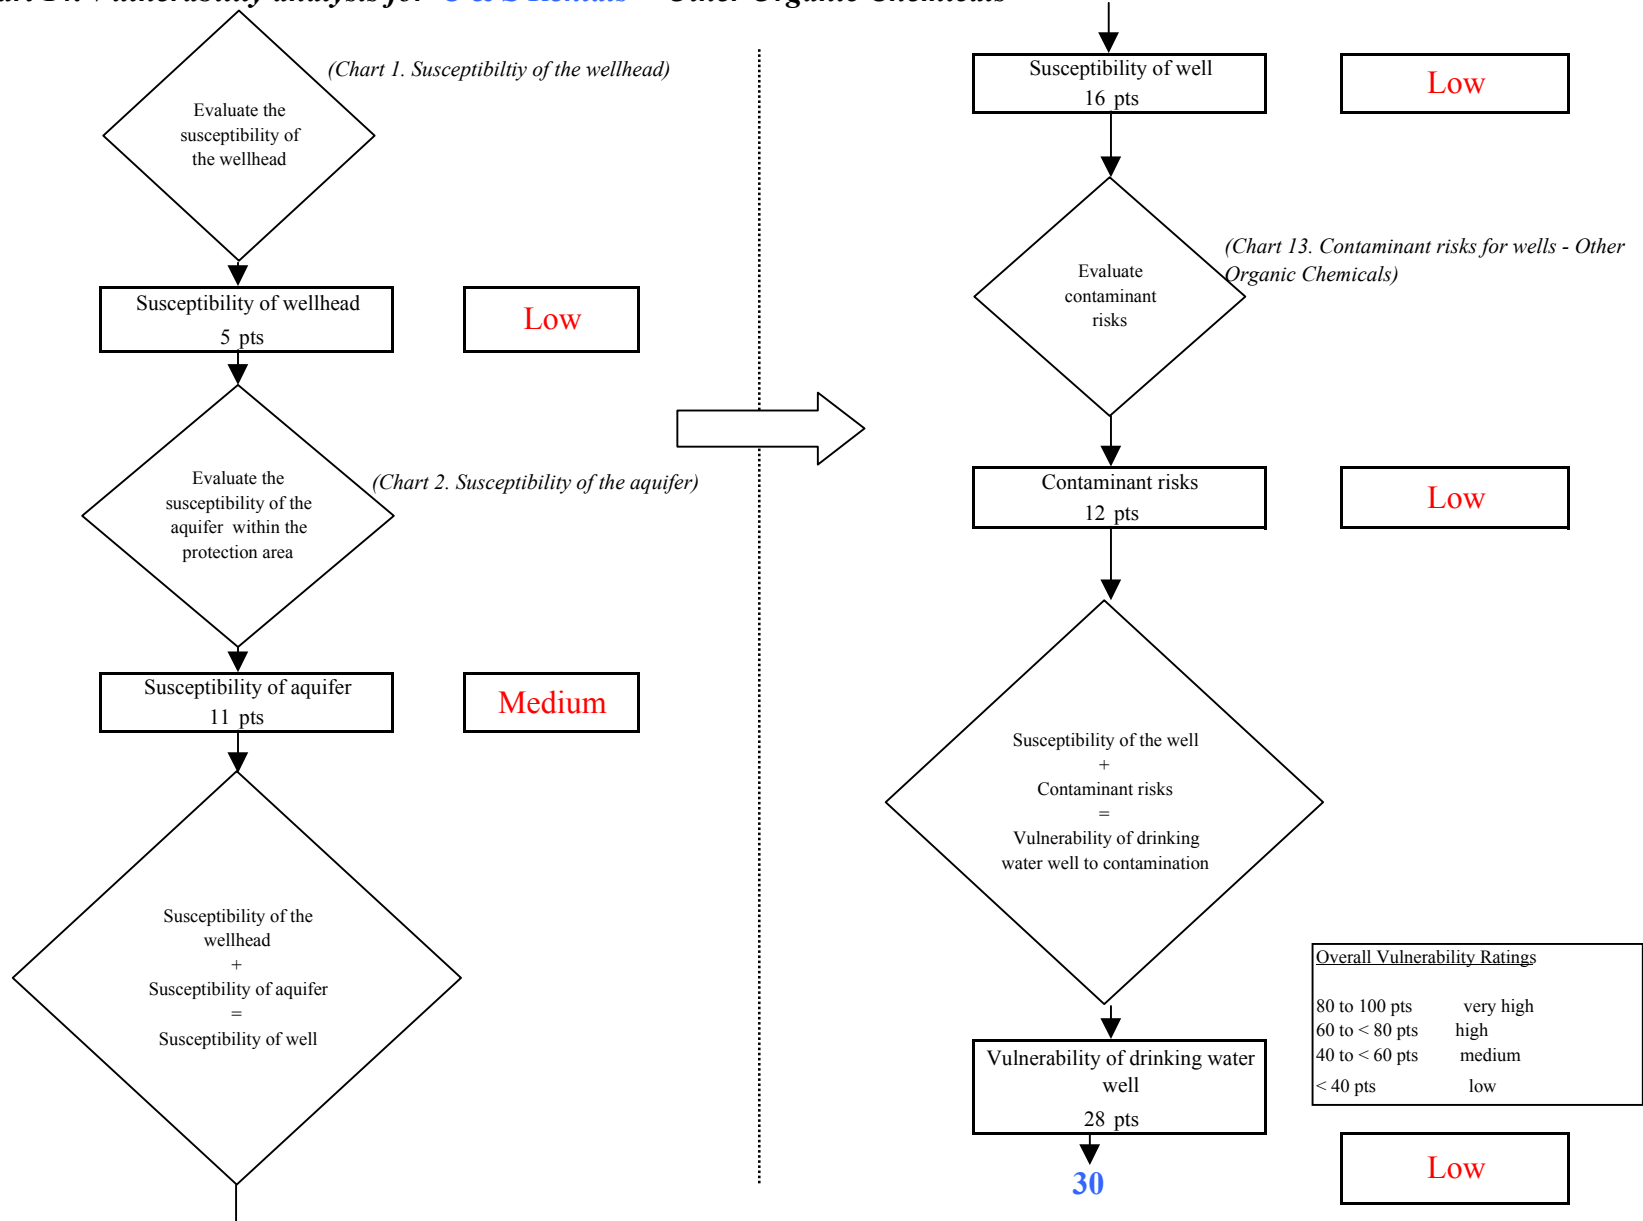 (Chart 1. Susceptibiltiy of the wellhead)
Evaluate the
susceptibility of
the wellhead
Susceptibility of wellhead
5 pts
Low
Evaluate the
susceptibility of the
aquifer within the
protection area
(Chart 2. Susceptibility of the aquifer)
Susceptibility of aquifer
11 pts
Medium
Susceptibility of the
wellhead
+
Susceptibility of aquifer
=
Susceptibility of well
Susceptibility of well
16 pts
Low
Evaluate
contaminant
risks
(Chart 13. Contaminant risks for wells - Other
Organic Chemicals)
Contaminant risks
12 pts
Low
Susceptibility of the well
+
Contaminant risks
=
Vulnerability of drinking
water well to contamination
Overall Vulnerability Ratings
80 to 100 pts very high
60 to < 80 pts high
40 to < 60 pts medium
< 40 pts low
Vulnerability of drinking water
well
28 pts
30
Low